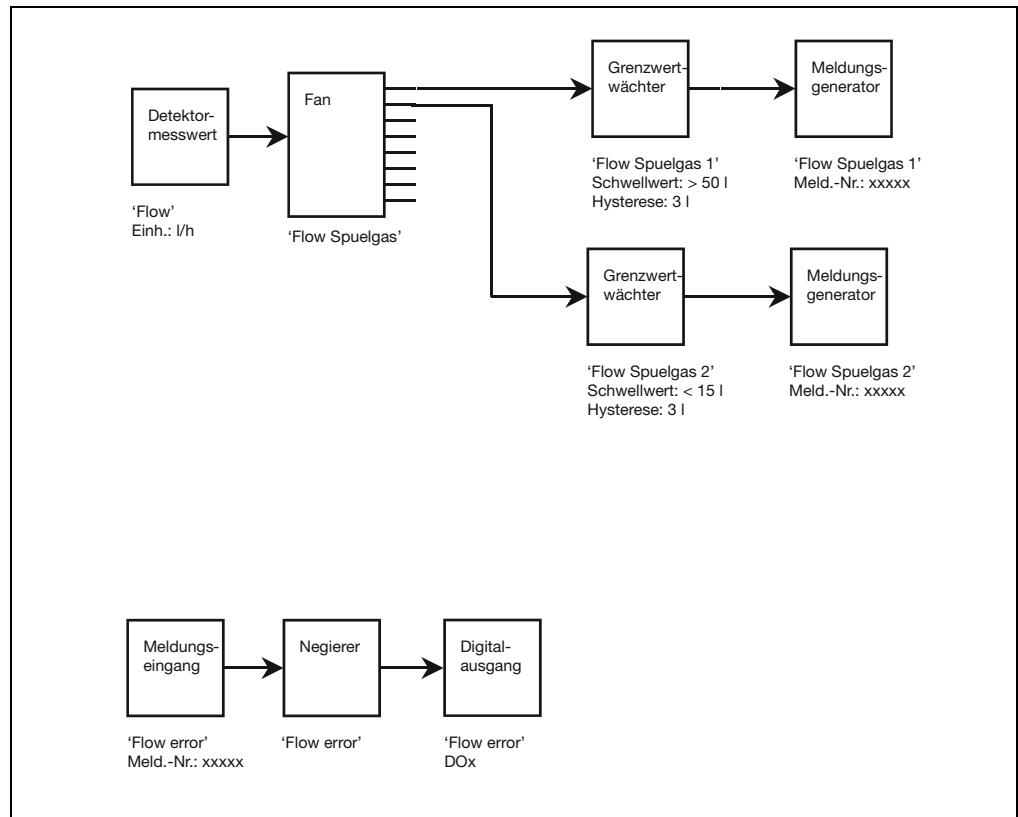 Detektor-
messwert
'Flow'
Einh.: l/h
Fan
'Flow Spuelgas'
Grenzwert-
wächter
'Flow Spuelgas 1'
Schwellwert: > 50 l
Hysterese: 3 l
Meldungs-
generator
'Flow Spuelgas 1'
Meld.-Nr.: xxxxx
Grenzwert-
wächter
'Flow Spuelgas 2'
Schwellwert: < 15 l
Hysterese: 3 l
Meldungs-
generator
'Flow Spuelgas 2'
Meld.-Nr.: xxxxx
Meldungs-
eingang
'Flow error'
Meld.-Nr.: xxxxx
Negierer
'Flow error'
Digital-
ausgang
'Flow error'
DOx